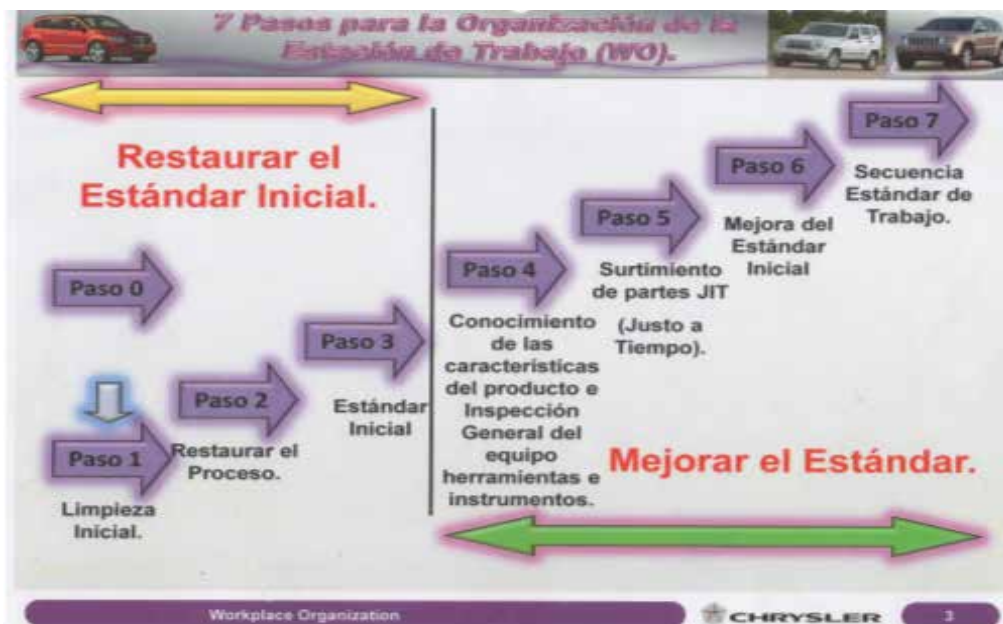 7 Pasos para la Organización de la
Estación de Trabajo (WO).
Restaurar el
Estándar Inicial.
Paso 0
Paso 1
Limpieza
Inicial.
Paso 2
Restaurar el
Proceso.
Paso 3
Estándar
Inicial
Paso 4
Conocimiento
de las
características
del producto e
Inspección
General del
equipo
herramientas e
instrumentos.
Paso 5
Surtimiento
de partes JIT
(Justo a
Tiempo).
Paso 6
Mejora del
Estándar
Inicial
Paso 7
Secuencia
Estándar de
Trabajo.
Mejorar el Estándar.
Workplace Organization
CHRYSLER
3